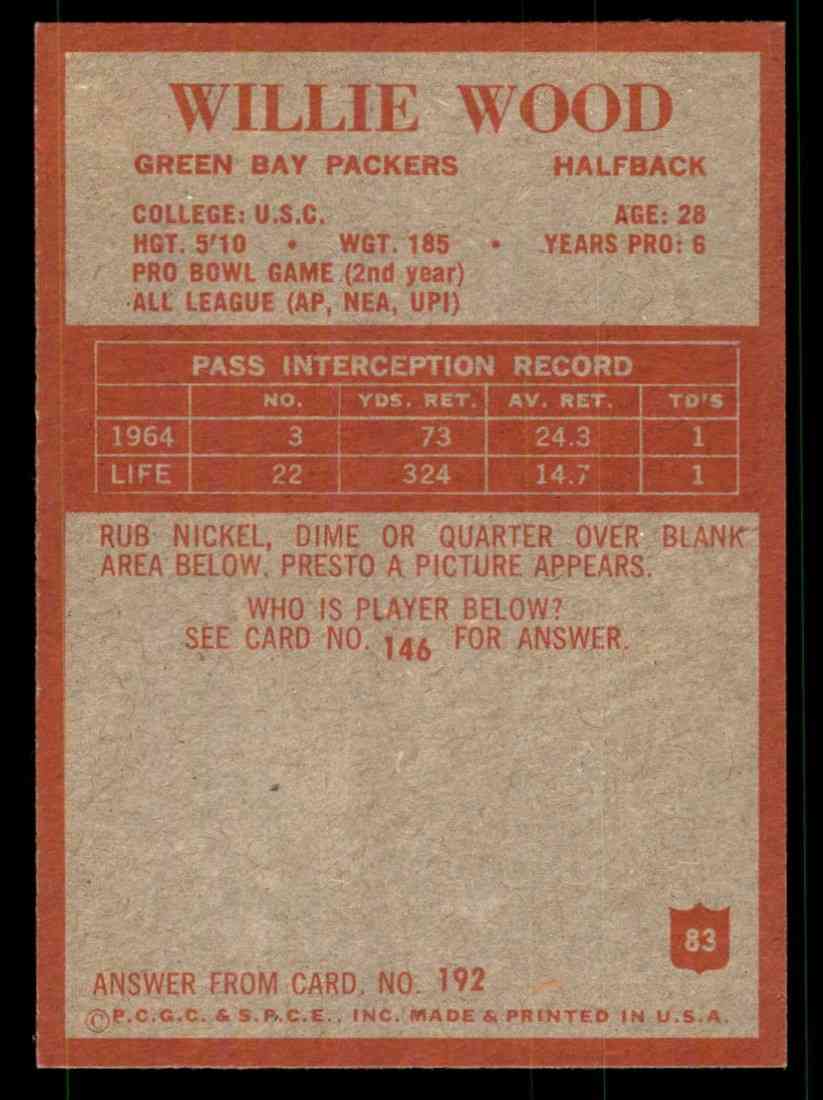 WILLIE WOOD
GREEN BAY PACKERS HALFBACK
COLLEGE: U.S.C. AGE: 28
HGT. 5'10 • WGT. 185 • YEARS PRO: 6
PRO BOWL GAME (2nd year)
ALL LEAGUE (AP, NEA, UPI)
PASS INTERCEPTION RECORD
NO. YDS. RET. AV. RET. TD'S
1964 3 73 24.3 1
LIFE 22 324 14.7 1
RUB NICKEL, DIME OR QUARTER OVER BLANK
AREA BELOW. PRESTO A PICTURE APPEARS.
WHO IS PLAYER BELOW?
SEE CARD NO. 146 FOR ANSWER.
83
ANSWER FROM CARD. NO. 192
©P.C.G.C. & S.P.C.E., INC. MADE & PRINTED IN U.S.A.